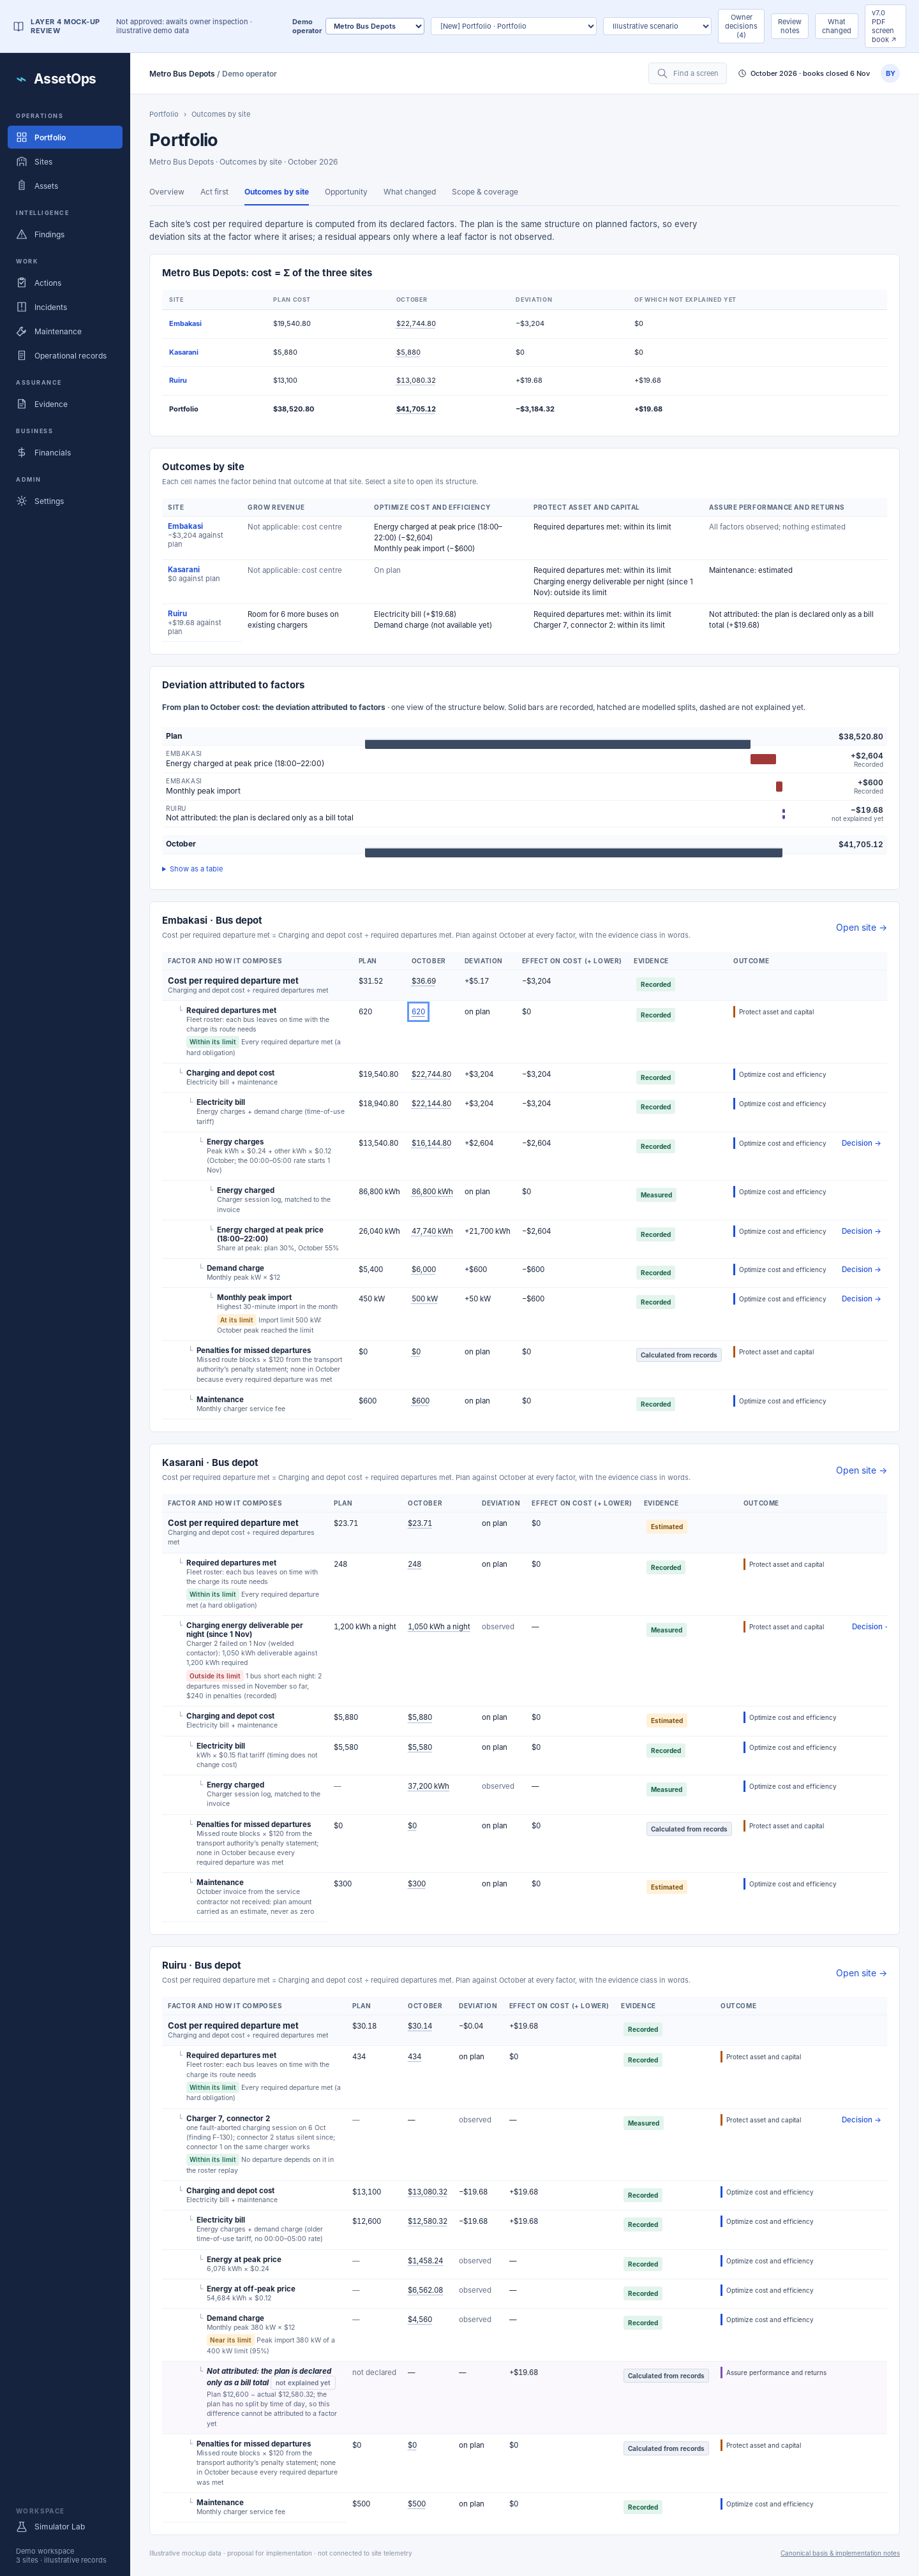 LAYER 4 MOCK-UP REVIEW
Not approved: awaits owner inspection · illustrative demo data
Demo operator
Metro Bus Depots
[New] Portfolio · Portfolio
Illustrative scenario
Owner decisions (4)
Review notes
What changed
v7.0 PDF screen book ↗
AssetOps
OPERATIONS
Portfolio
Sites
Assets
INTELLIGENCE
Findings
WORK
Actions
Incidents
Maintenance
Operational records
ASSURANCE
Evidence
BUSINESS
Financials
ADMIN
Settings
WORKSPACE
Simulator Lab
Demo workspace
3 sites · illustrative records
Metro Bus Depots / Demo operator
Find a screen
October 2026 · books closed 6 Nov
BY
Portfolio › Outcomes by site
Portfolio
Metro Bus Depots · Outcomes by site · October 2026
Overview Act first Outcomes by site Opportunity What changed Scope & coverage
Each site's cost per required departure is computed from its declared factors. The plan is the same structure on planned factors, so every
deviation sits at the factor where it arises; a residual appears only where a leaf factor is not observed.
Metro Bus Depots: cost = Σ of the three sites
SITE PLAN COST OCTOBER DEVIATION OF WHICH NOT EXPLAINED YET
Embakasi $19,540.80 $22,744.80 −$3,204 $0
Kasarani $5,880 $5,880 $0 $0
Ruiru $13,100 $13,080.32 +$19.68 +$19.68
Portfolio $38,520.80 $41,705.12 −$3,184.32 +$19.68
Outcomes by site
Each cell names the factor behind that outcome at that site. Select a site to open its structure.
SITE GROW REVENUE OPTIMIZE COST AND EFFICIENCY PROTECT ASSET AND CAPITAL ASSURE PERFORMANCE AND RETURNS
Embakasi
−$3,204 against plan
Not applicable: cost centre
Energy charged at peak price (18:00–22:00) (−$2,604)
Monthly peak import (−$600)
Required departures met: within its limit
All factors observed; nothing estimated
Kasarani
$0 against plan
Not applicable: cost centre
On plan
Required departures met: within its limit
Charging energy deliverable per night (since 1 Nov): outside its limit
Maintenance: estimated
Ruiru
+$19.68 against plan
Room for 6 more buses on existing chargers
Electricity bill (+$19.68)
Demand charge (not available yet)
Required departures met: within its limit
Charger 7, connector 2: within its limit
Not attributed: the plan is declared only as a bill total (+$19.68)
Deviation attributed to factors
From plan to October cost: the deviation attributed to factors · one view of the structure below. Solid bars are recorded, hatched are modelled splits, dashed are not explained yet.
Plan $38,520.80
EMBAKASI
Energy charged at peak price (18:00–22:00)
+$2,604
Recorded
EMBAKASI
Monthly peak import
+$600
Recorded
RUIRU
Not attributed: the plan is declared only as a bill total
−$19.68
not explained yet
October $41,705.12
▶ Show as a table
Embakasi · Bus depot
Cost per required departure met = Charging and depot cost ÷ required departures met. Plan against October at every factor, with the evidence class in words.
Open site →
FACTOR AND HOW IT COMPOSES PLAN OCTOBER DEVIATION EFFECT ON COST (+ LOWER) EVIDENCE OUTCOME
Cost per required departure met $31.52 $36.69 +$5.17 −$3,204 Recorded
Charging and depot cost ÷ required departures met
Required departures met 620 620 on plan $0 Recorded Protect asset and capital
Fleet roster: each bus leaves on time with the
charge its route needs
Within its limit Every required departure met (a
hard obligation)
Charging and depot cost $19,540.80 $22,744.80 +$3,204 −$3,204 Recorded Optimize cost and efficiency
Electricity bill + maintenance
Electricity bill $18,940.80 $22,144.80 +$3,204 −$3,204 Recorded Optimize cost and efficiency
Energy charges + demand charge (time-of-use
tariff)
Energy charges $13,540.80 $16,144.80 +$2,604 −$2,604 Recorded Optimize cost and efficiency Decision →
Peak kWh × $0.24 + other kWh × $0.12
(October; the 00:00–05:00 rate starts 1
Nov)
Energy charged 86,800 kWh 86,800 kWh on plan $0 Measured Optimize cost and efficiency
Charger session log, matched to the
invoice
Energy charged at peak price 26,040 kWh 47,740 kWh +21,700 kWh −$2,604 Recorded Optimize cost and efficiency Decision →
(18:00–22:00)
Share at peak: plan 30%, October 55%
Demand charge $5,400 $6,000 +$600 −$600 Recorded Optimize cost and efficiency Decision →
Monthly peak kW × $12
Monthly peak import 450 kW 500 kW +50 kW −$600 Recorded Optimize cost and efficiency Decision →
Highest 30-minute import in the month
At its limit Import limit 500 kW:
October peak reached the limit
Penalties for missed departures $0 $0 on plan $0 Calculated from records Protect asset and capital
Missed route blocks × $120 from the transport
authority's penalty statement; none in October
because every required departure was met
Maintenance $600 $600 on plan $0 Recorded Optimize cost and efficiency
Monthly charger service fee
Kasarani · Bus depot
Cost per required departure met = Charging and depot cost ÷ required departures met. Plan against October at every factor, with the evidence class in words.
Open site →
FACTOR AND HOW IT COMPOSES PLAN OCTOBER DEVIATION EFFECT ON COST (+ LOWER) EVIDENCE OUTCOME
Cost per required departure met $23.71 $23.71 on plan $0 Estimated
Charging and depot cost ÷ required departures
met
Required departures met 248 248 on plan $0 Recorded Protect asset and capital
Fleet roster: each bus leaves on time with
the charge its route needs
Within its limit Every required departure
met (a hard obligation)
Charging energy deliverable per 1,200 kWh a night 1,050 kWh a night observed — Measured Protect asset and capital Decision
night (since 1 Nov)
Charger 2 failed on 1 Nov (welded
contactor): 1,050 kWh deliverable against
1,200 kWh required
Outside its limit 1 bus short each night: 2
departures missed in November so far,
$240 in penalties (recorded)
Charging and depot cost $5,880 $5,880 on plan $0 Estimated Optimize cost and efficiency
Electricity bill + maintenance
Electricity bill $5,580 $5,580 on plan $0 Recorded Optimize cost and efficiency
kWh × $0.15 flat tariff (timing does not
change cost)
Energy charged — 37,200 kWh observed — Measured Optimize cost and efficiency
Charger session log, matched to the
invoice
Penalties for missed departures $0 $0 on plan $0 Calculated from records Protect asset and capital
Missed route blocks × $120 from the
transport authority's penalty statement;
none in October because every
required departure was met
Maintenance $300 $300 on plan $0 Estimated Optimize cost and efficiency
October invoice from the service
contractor not received: plan amount
carried as an estimate, never as zero
Ruiru · Bus depot
Cost per required departure met = Charging and depot cost ÷ required departures met. Plan against October at every factor, with the evidence class in words.
Open site →
FACTOR AND HOW IT COMPOSES PLAN OCTOBER DEVIATION EFFECT ON COST (+ LOWER) EVIDENCE OUTCOME
Cost per required departure met $30.18 $30.14 −$0.04 +$19.68 Recorded
Charging and depot cost ÷ required departures met
Required departures met 434 434 on plan $0 Recorded Protect asset and capital
Fleet roster: each bus leaves on time with the
charge its route needs
Within its limit Every required departure met (a
hard obligation)
Charger 7, connector 2 — — observed — Measured Protect asset and capital Decision →
one fault-aborted charging session on 6 Oct
(finding F-130); connector 2 status silent since;
connector 1 on the same charger works
Within its limit No departure depends on it in
the roster replay
Charging and depot cost $13,100 $13,080.32 −$19.68 +$19.68 Recorded Optimize cost and efficiency
Electricity bill + maintenance
Electricity bill $12,600 $12,580.32 −$19.68 +$19.68 Recorded Optimize cost and efficiency
Energy charges + demand charge (older
time-of-use tariff, no 00:00–05:00 rate)
Energy at peak price — $1,458.24 observed — Recorded Optimize cost and efficiency
6,076 kWh × $0.24
Energy at off-peak price — $6,562.08 observed — Recorded Optimize cost and efficiency
54,684 kWh × $0.12
Demand charge — $4,560 observed — Recorded Optimize cost and efficiency
Monthly peak 380 kW × $12
Near its limit Peak import 380 kW of a
400 kW limit (95%)
Not attributed: the plan is declared not declared — — +$19.68 Calculated from records Assure performance and returns
only as a bill total not explained yet
Plan $12,600 − actual $12,580.32; the
plan has no split by time of day, so this
difference cannot be attributed to a factor
yet
Penalties for missed departures $0 $0 on plan $0 Calculated from records Protect asset and capital
Missed route blocks × $120 from the
transport authority's penalty statement; none
in October because every required departure
was met
Maintenance $500 $500 on plan $0 Recorded Optimize cost and efficiency
Monthly charger service fee
Illustrative mockup data · proposal for implementation · not connected to site telemetry
Canonical basis & implementation notes